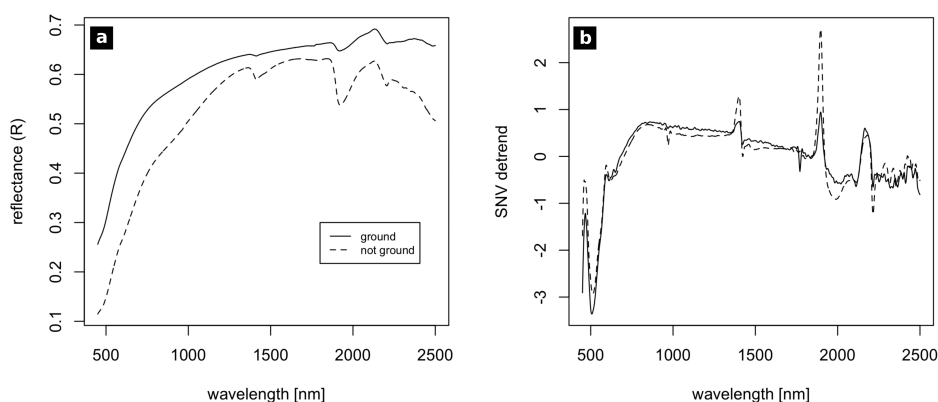 a
0.7
0.6
0.5
0.4
0.3
0.2
0.1
reflectance (R)
ground
not ground
500 1000 1500 2000 2500
wavelength [nm]
b
2
1
0
-1
-2
-3
SNV detrend
500 1000 1500 2000 2500
wavelength [nm]